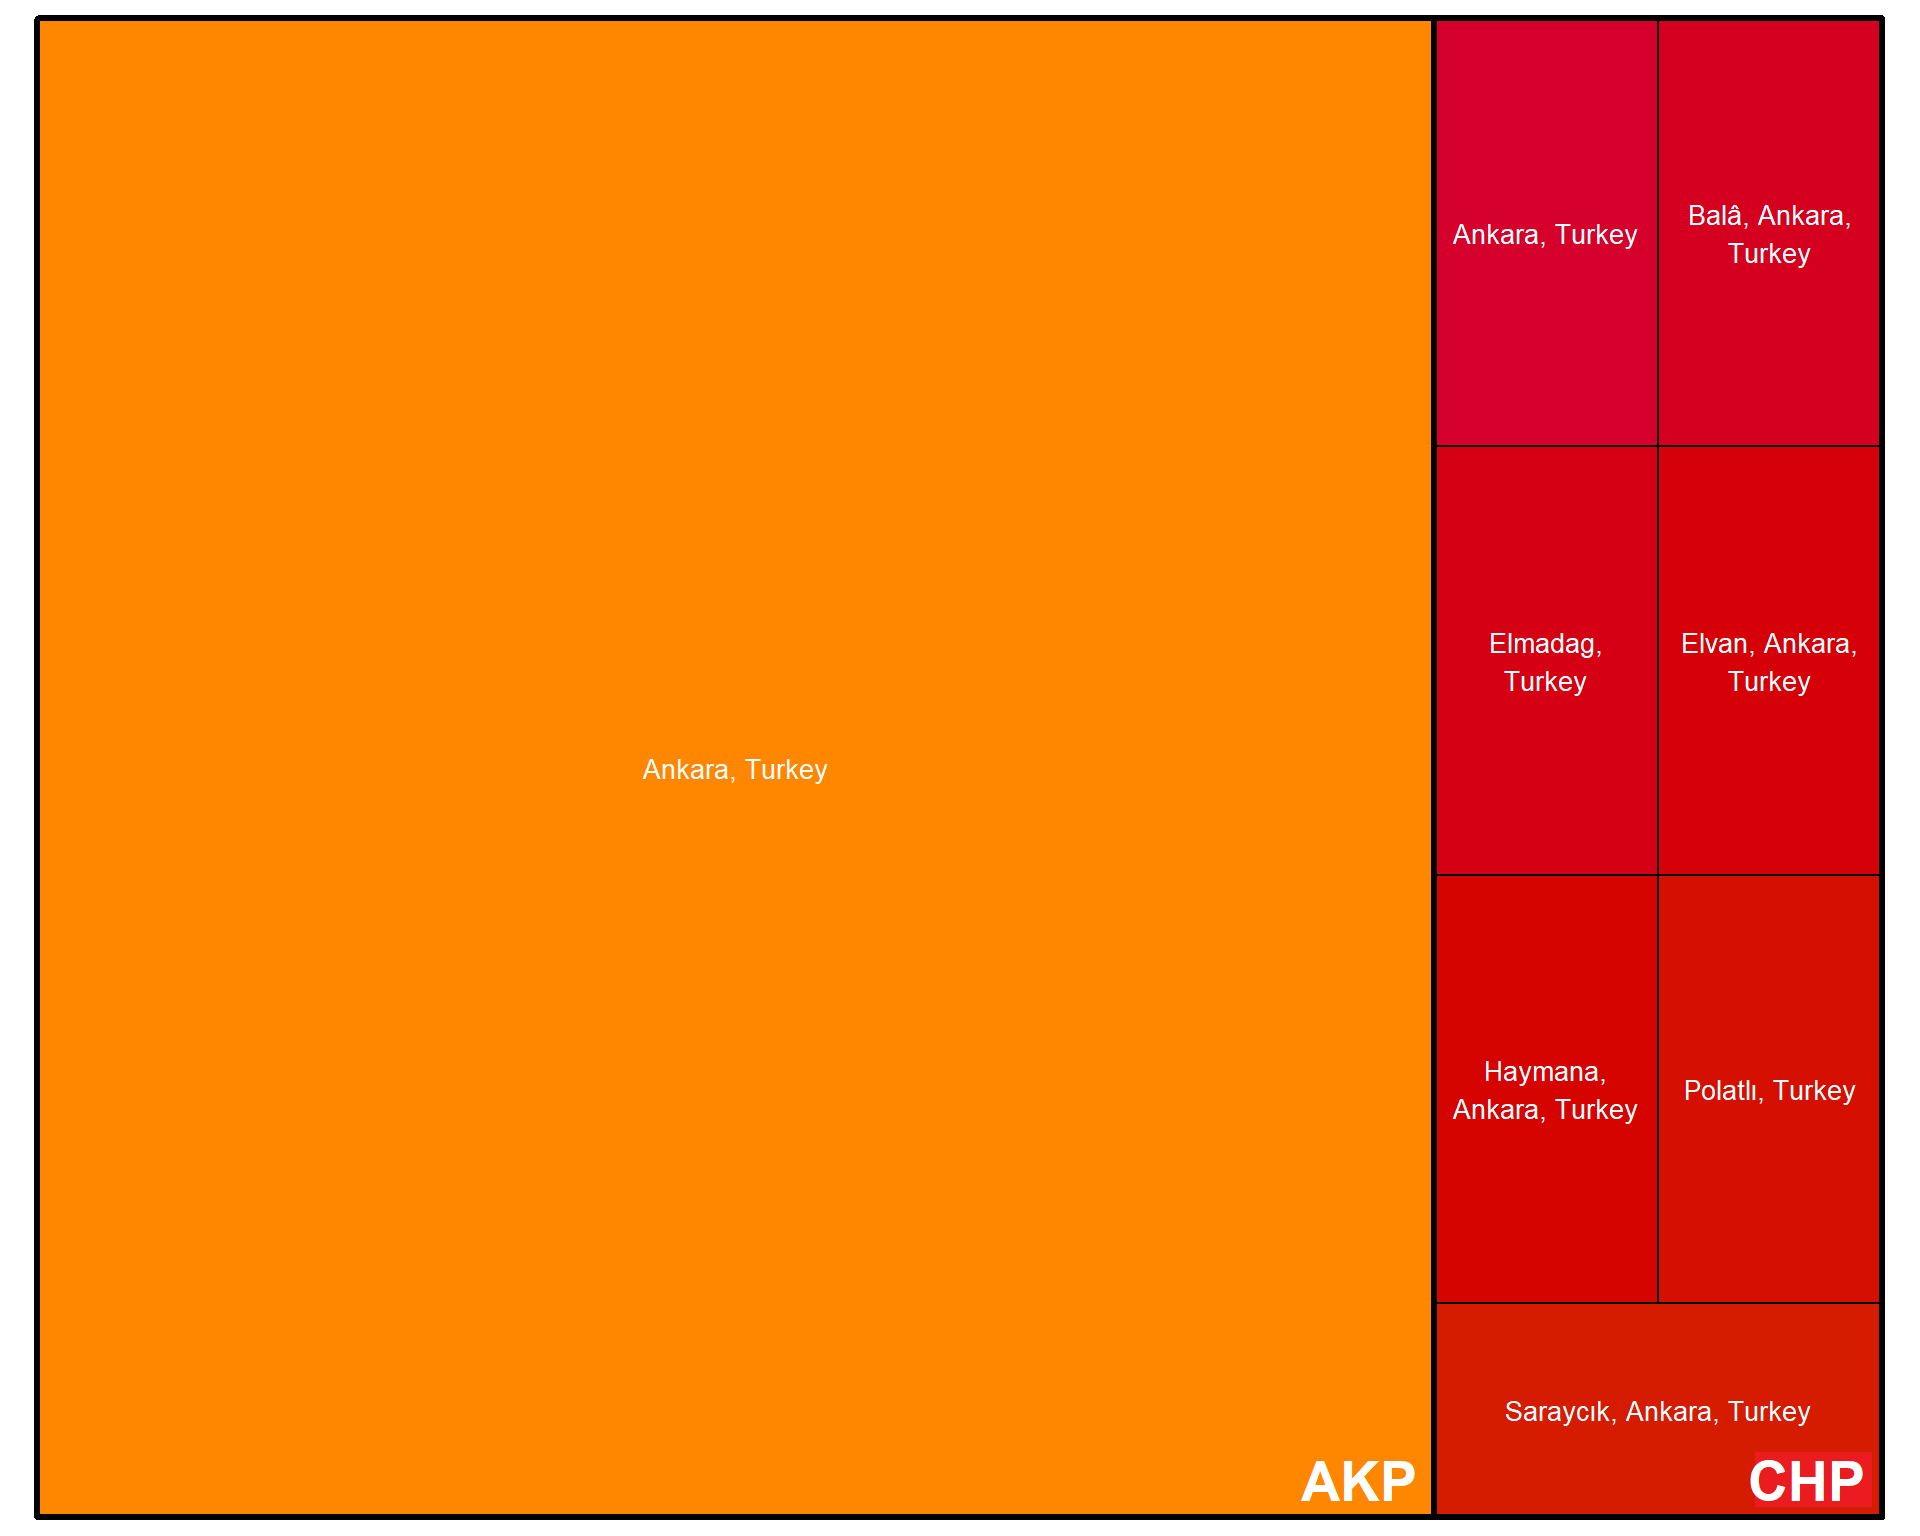 Ankara, Turkey
AKP
Ankara, Turkey
Balâ, Ankara,
Turkey
Elmadag,
Turkey
Elvan, Ankara,
Turkey
Haymana,
Ankara, Turkey
Polatlı, Turkey
Saraycık, Ankara, Turkey
CHP